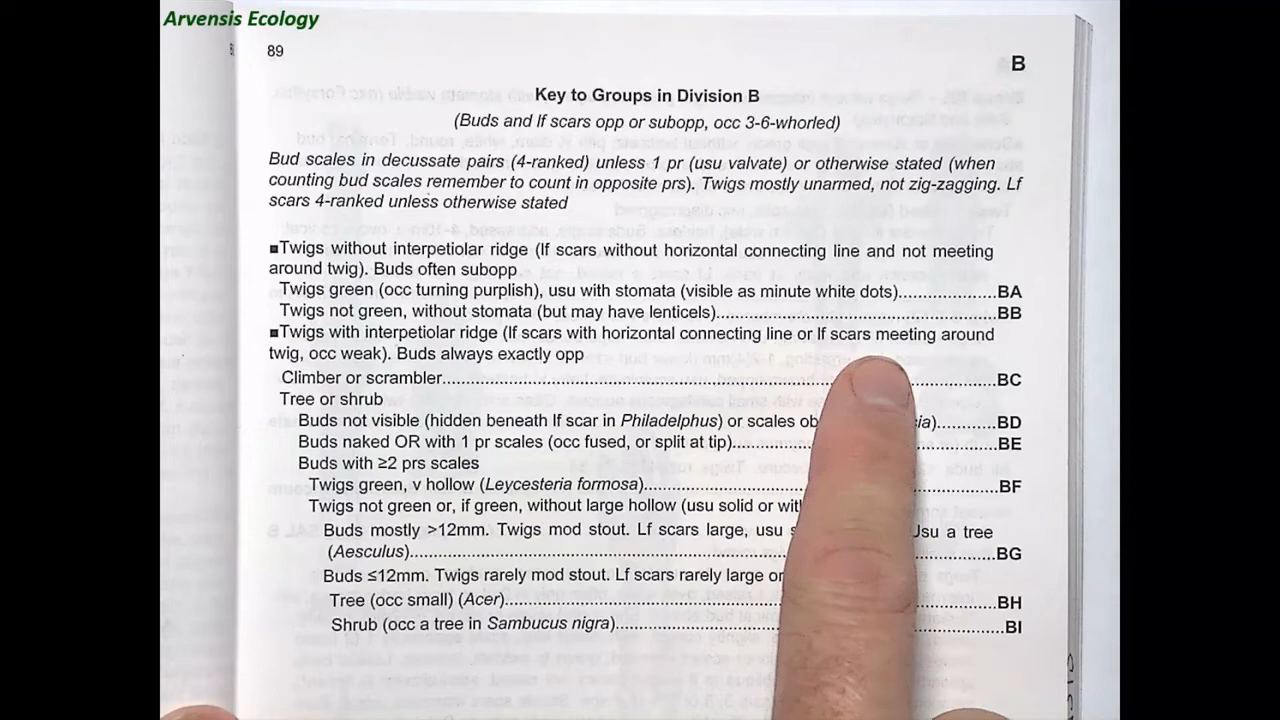 Arvensis Ecology
89
B
Key to Groups in Division B
(Buds and lf scars opp or subopp, occ 3-6-whorled)
Bud scales in decussate pairs (4-ranked) unless 1 pr (usu valvate) or otherwise stated (when
counting bud scales remember to count in opposite prs). Twigs mostly unarmed, not zig-zagging. Lf
scars 4-ranked unless otherwise stated
■Twigs without interpetiolar ridge (lf scars without horizontal connecting line and not meeting
around twig). Buds often subopp
Twigs green (occ turning purplish), usu with stomata (visible as minute white dots)..................BA
Twigs not green, without stomata (but may have lenticels)....................................................BB
■Twigs with interpetiolar ridge (lf scars with horizontal connecting line or lf scars meeting around
twig, occ weak). Buds always exactly opp
Climber or scrambler.....................................................................................................BC
Tree or shrub
Buds not visible (hidden beneath lf scar in Philadelphus) or scales ia)...........BD
Buds naked OR with 1 pr scales (occ fused, or split at tip)...............................................BE
Buds with ≥2 prs scales
Twigs green, v hollow (Leycesteria formosa)..............................................................BF
Twigs not green or, if green, without large hollow (usu solid or
Buds mostly >12mm. Twigs mod stout. Lf scars large, usu Usu a tree
(Aesculus)....................................................................................................BG
Buds ≤12mm. Twigs rarely mod stout. Lf scars rarely large or
Tree (occ small) (Acer)...................................................................................BH
Shrub (occ a tree in Sambucus nigra)..................................................................BI